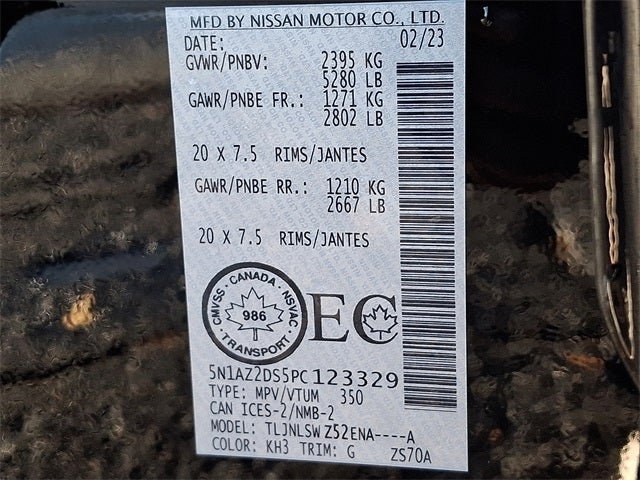 MFD BY NISSAN MOTOR CO., LTD.
DATE: 02/23
GVWR/PNBV: 2395 KG
5280 LB
GAWR/PNBE FR.: 1271 KG
2802 LB
20 X 7.5 RIMS/JANTES
GAWR/PNBE RR.: 1210 KG
2667 LB
20 X 7.5 RIMS/JANTES
CMVSS · CANADA · NSVAC
986
· TRANSPORT ·
EC
5N1AZ2DS5PC123329
TYPE: MPV/VTUM 350
CAN ICES-2/NMB-2
MODEL: TLJNLSW Z52ENA----A
COLOR: KH3 TRIM: G ZS70A